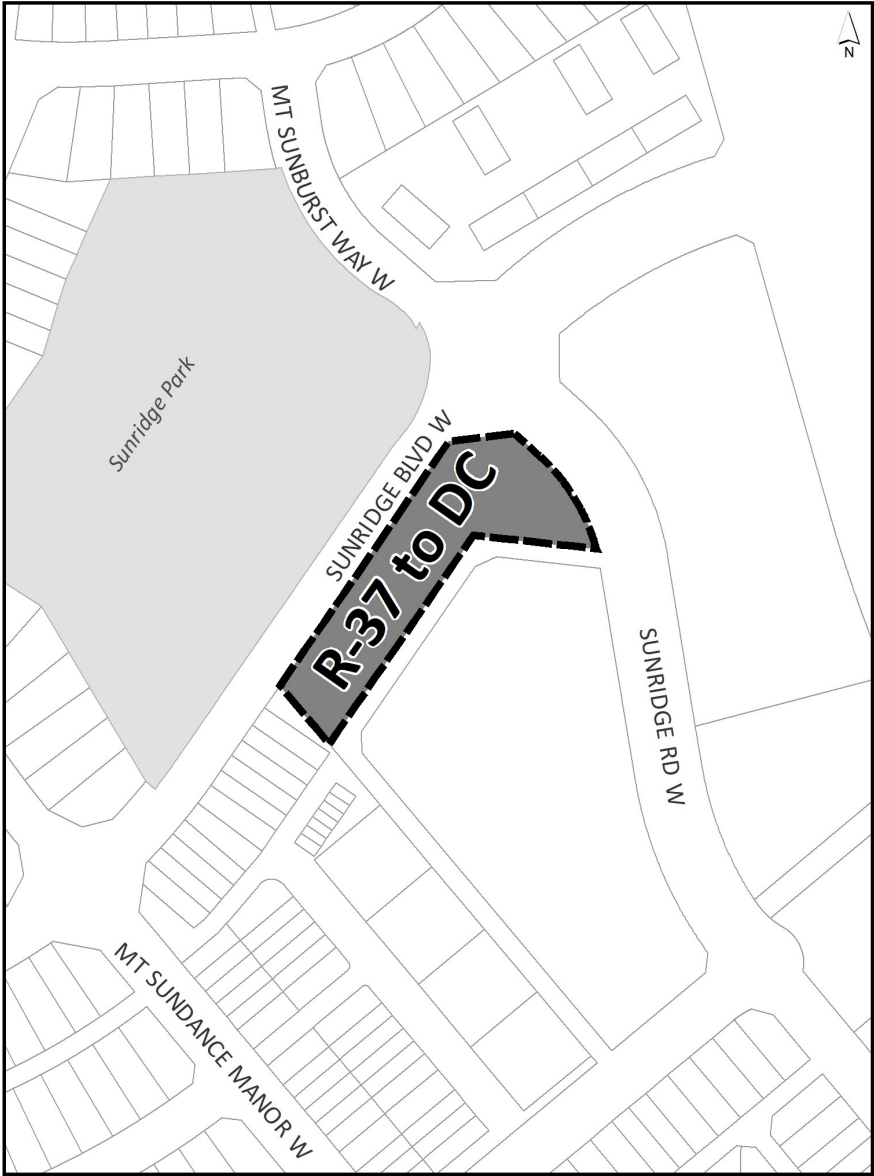 N
MT SUNBURST WAY W
Sunridge Park
SUNRIDGE BLVD W
R-37 to DC
SUNRIDGE RD W
MT SUNDANCE MANOR W